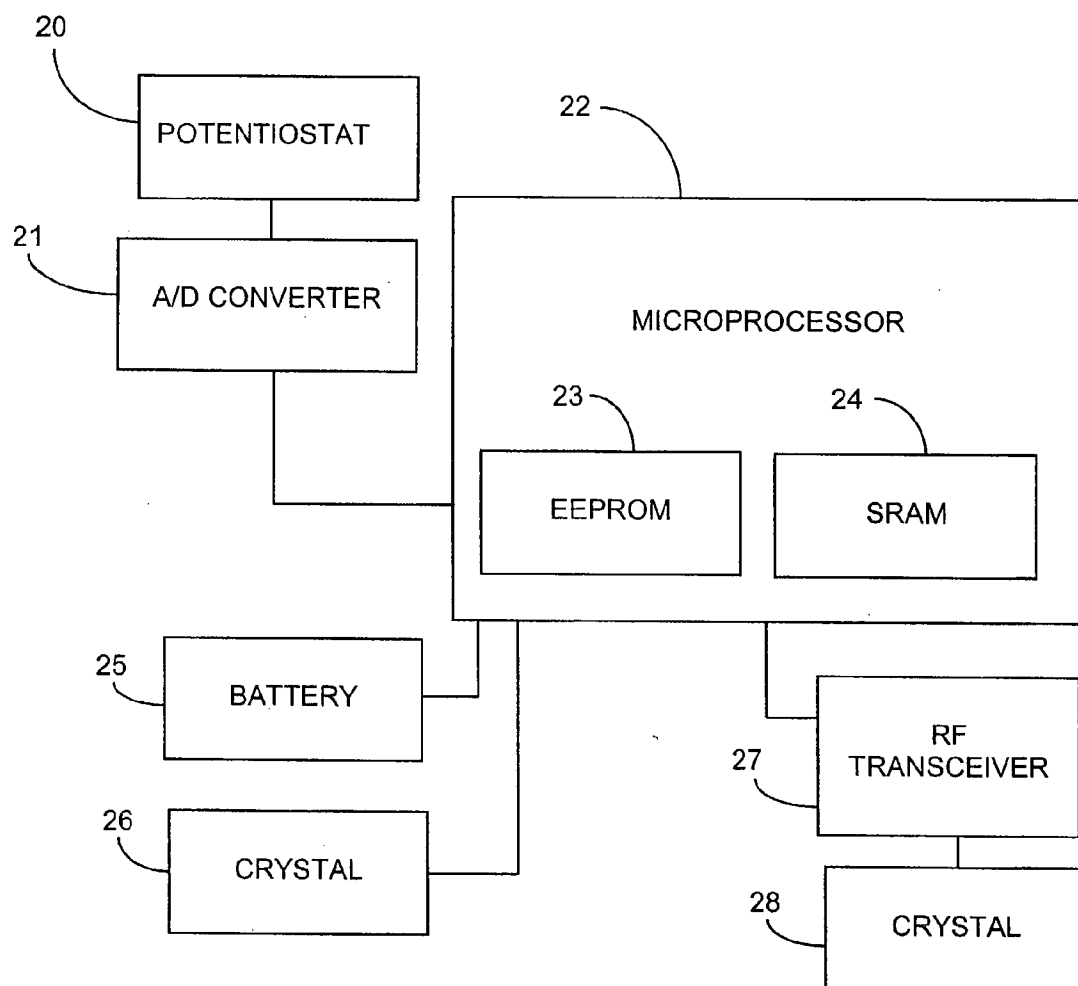 20
POTENTIOSTAT
22
21
A/D CONVERTER
MICROPROCESSOR
23
24
EEPROM
SRAM
25
BATTERY
RF
TRANSCEIVER
27
26
CRYSTAL
28
CRYSTAL